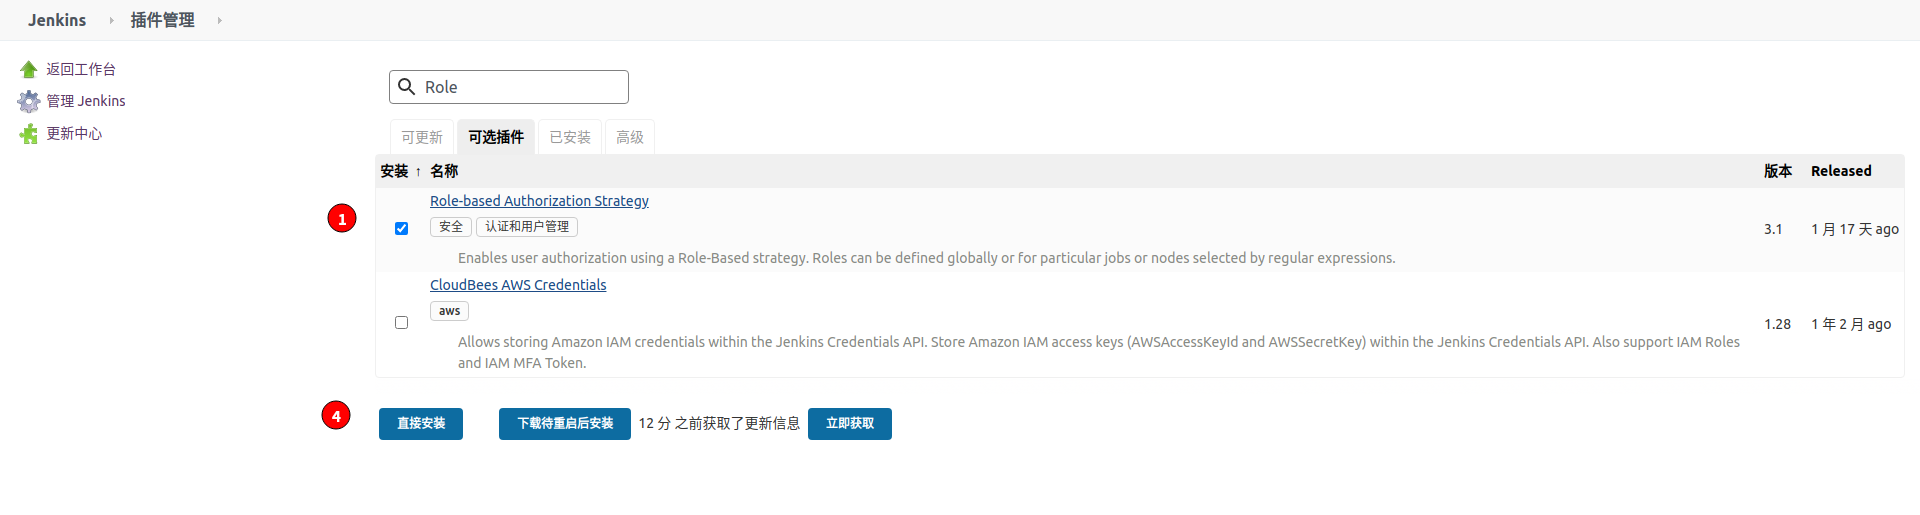 Jenkins 插件管理
返回工作台
管理 Jenkins
更新中心
Role
可更新 可选插件 已安装 高级
安装 ↑ 名称 版本 Released
Role-based Authorization Strategy
1
安全 认证和用户管理
3.1 1 月 17 天 ago
Enables user authorization using a Role-Based strategy. Roles can be defined globally or for particular jobs or nodes selected by regular expressions.
CloudBees AWS Credentials
aws
1.28 1 年 2 月 ago
Allows storing Amazon IAM credentials within the Jenkins Credentials API. Store Amazon IAM access keys (AWSAccessKeyId and AWSSecretKey) within the Jenkins Credentials API. Also support IAM Roles
and IAM MFA Token.
4 直接安装 下载待重启后安装 12 分 之前获取了更新信息 立即获取